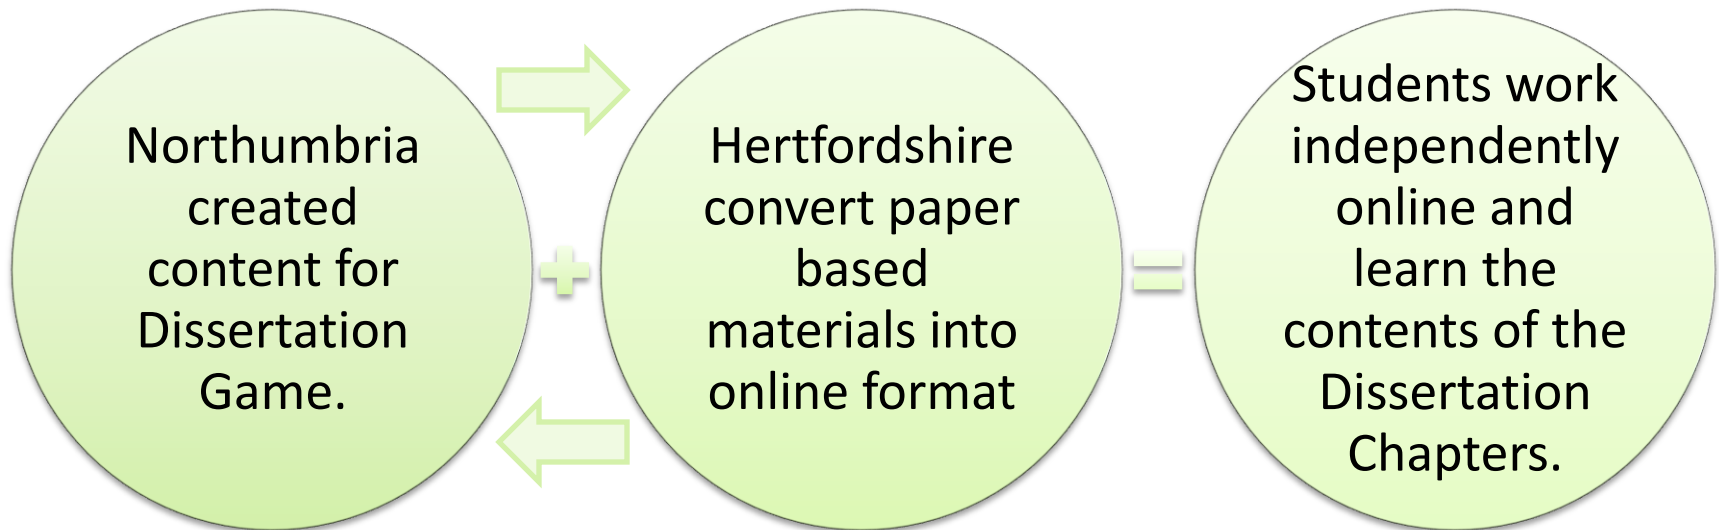 Northumbria
created
content for
Dissertation
Game.
+
Hertfordshire
convert paper
based
materials into
online format
=
Students work
independently
online and
learn the
contents of the
Dissertation
Chapters.